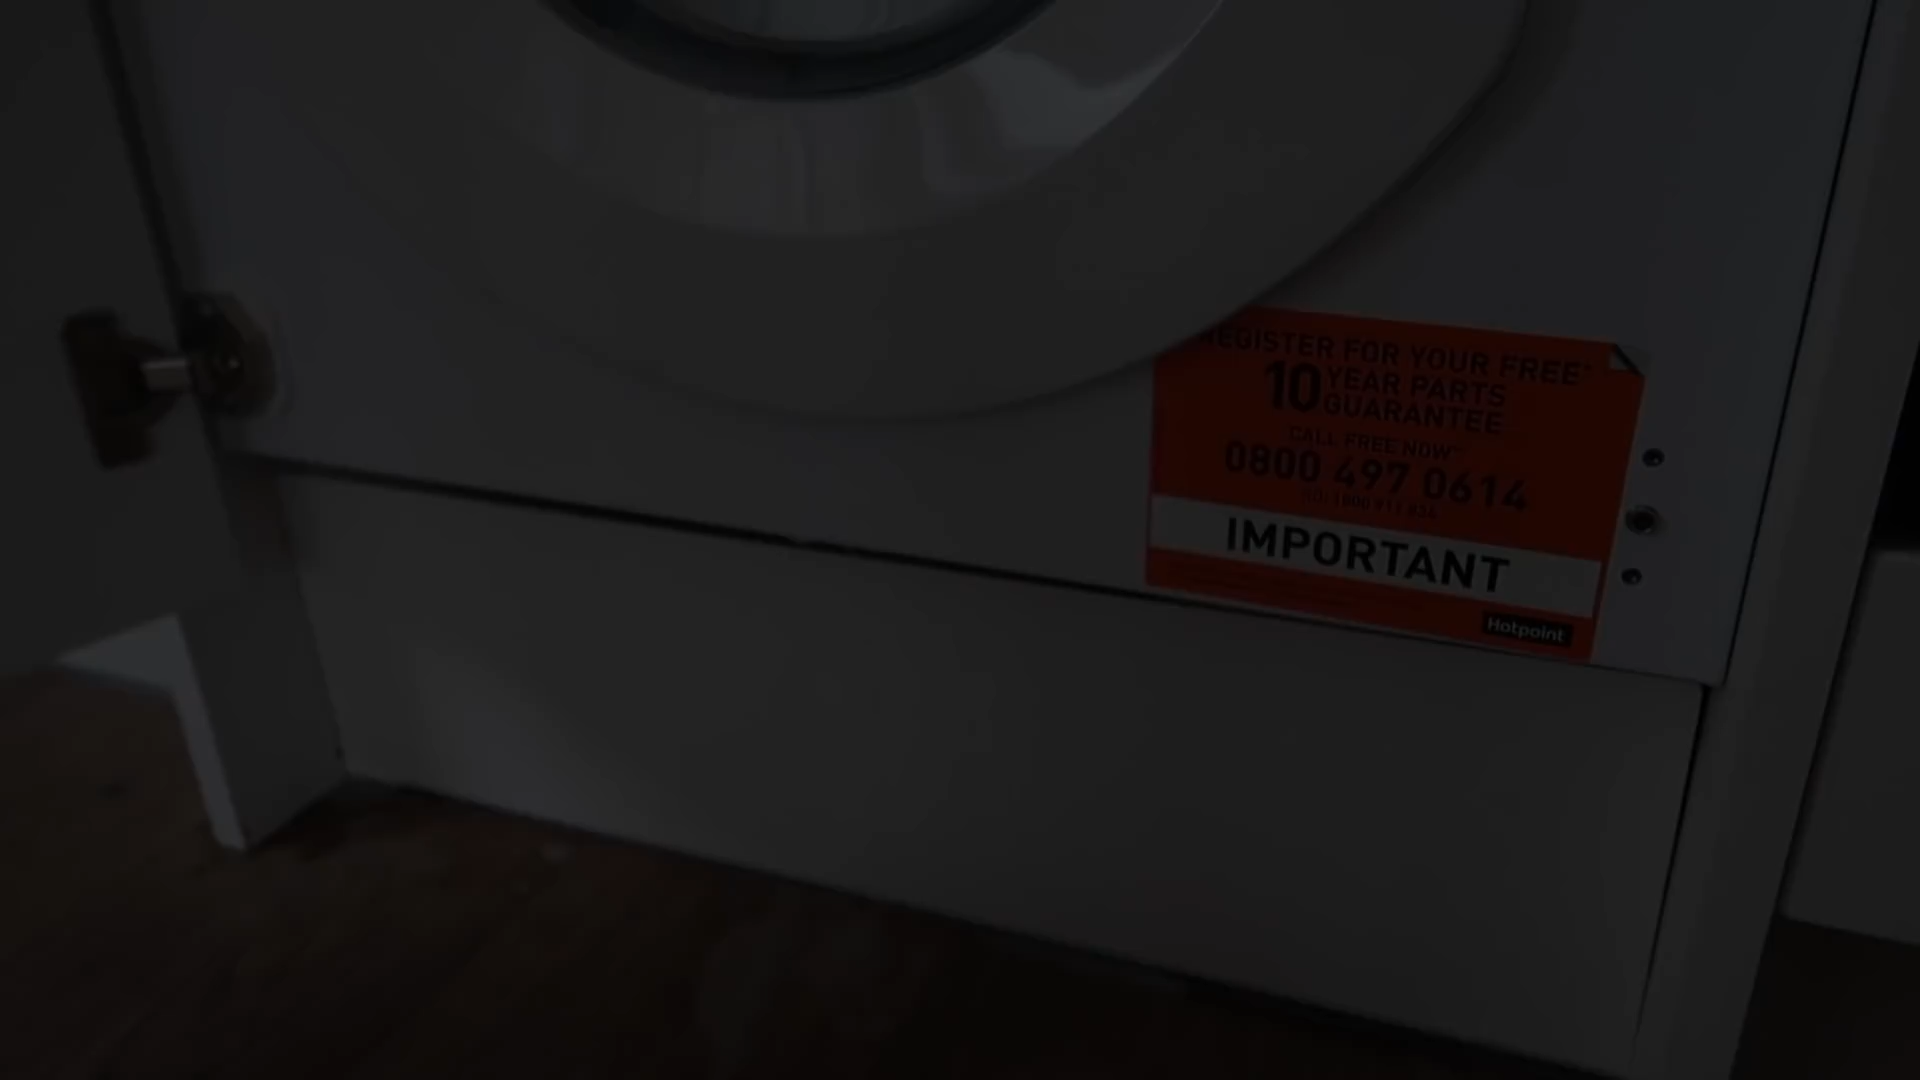 REGISTER FOR YOUR FREE*
10 YEAR PARTS
GUARANTEE
CALL FREE NOW
0800 497 0614
IMPORTANT
Hotpoint